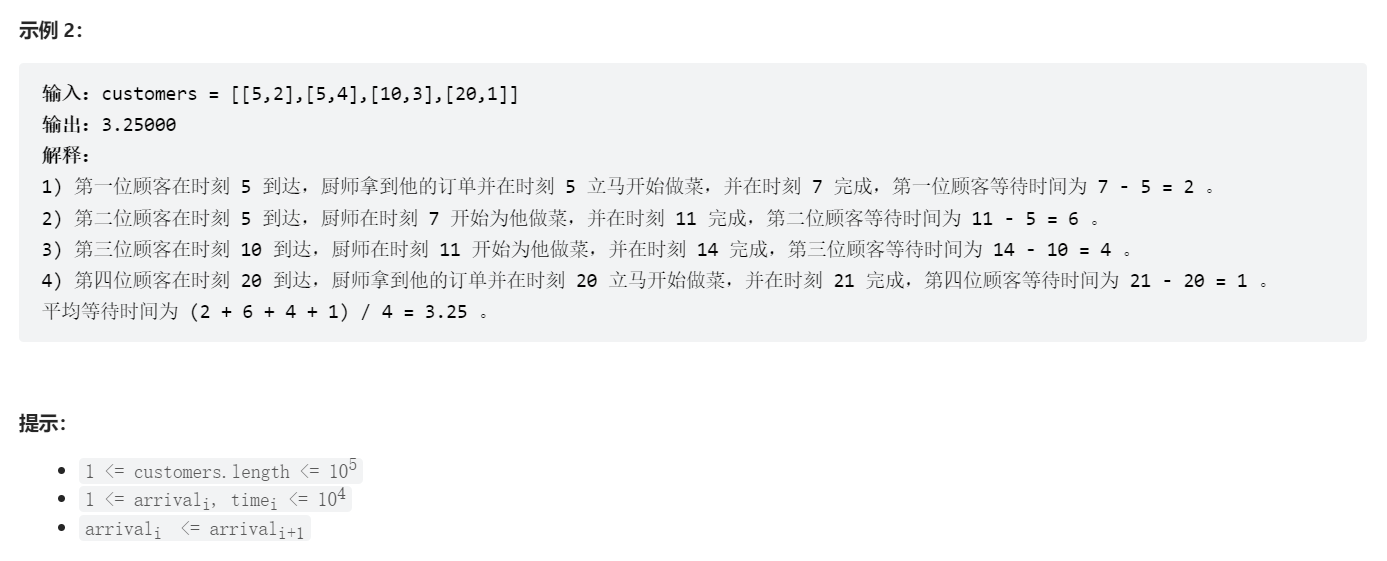 示例 2:
输入: customers = [[5,2],[5,4],[10,3],[20,1]]
输出: 3.25000
解释:
1) 第一位顾客在时刻 5 到达，厨师拿到他的订单并在时刻 5 立马开始做菜，并在时刻 7 完成，第一位顾客等待时间为 7 - 5 = 2 。
2) 第二位顾客在时刻 5 到达，厨师在时刻 7 开始为他做菜，并在时刻 11 完成，第二位顾客等待时间为 11 - 5 = 6 。
3) 第三位顾客在时刻 10 到达，厨师在时刻 11 开始为他做菜，并在时刻 14 完成，第三位顾客等待时间为 14 - 10 = 4 。
4) 第四位顾客在时刻 20 到达，厨师拿到他的订单并在时刻 20 立马开始做菜，并在时刻 21 完成，第四位顾客等待时间为 21 - 20 = 1 。
平均等待时间为 (2 + 6 + 4 + 1) / 4 = 3.25 。
提示:
• 1 <= customers.length <= 10⁵
• 1 <= arrivalᵢ, timeᵢ <= 10⁴
• arrivalᵢ <= arrivalᵢ₊₁